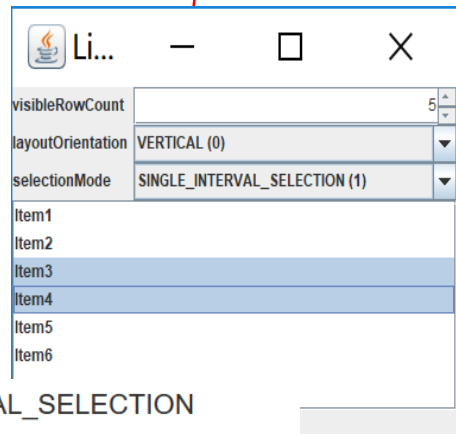 Li...
visibleRowCount 5
layoutOrientation VERTICAL (0)
selectionMode SINGLE_INTERVAL_SELECTION (1)
Item1
Item2
Item3
Item4
Item5
Item6
AL_SELECTION